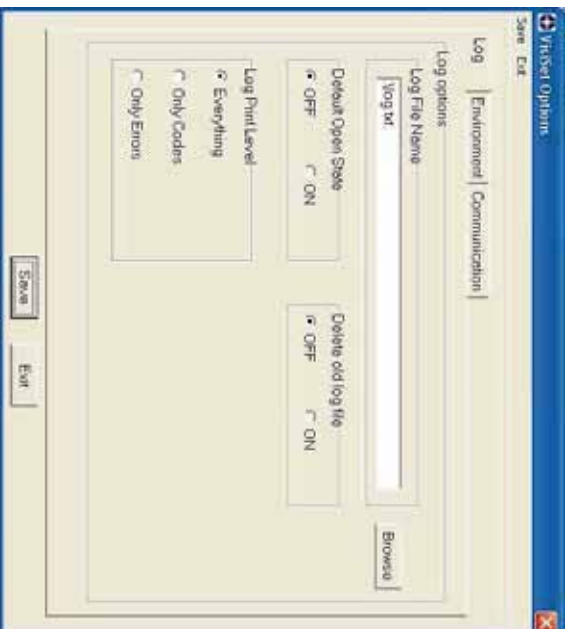 VisiSet Options
Save Exit
Log Environment Communication
Log options
Log File Name
\log.txt
Browse
Default Open State
OFF ON
Delete old log file
OFF ON
Log Print Level
Everything
Only Codes
Only Errors
Save Exit